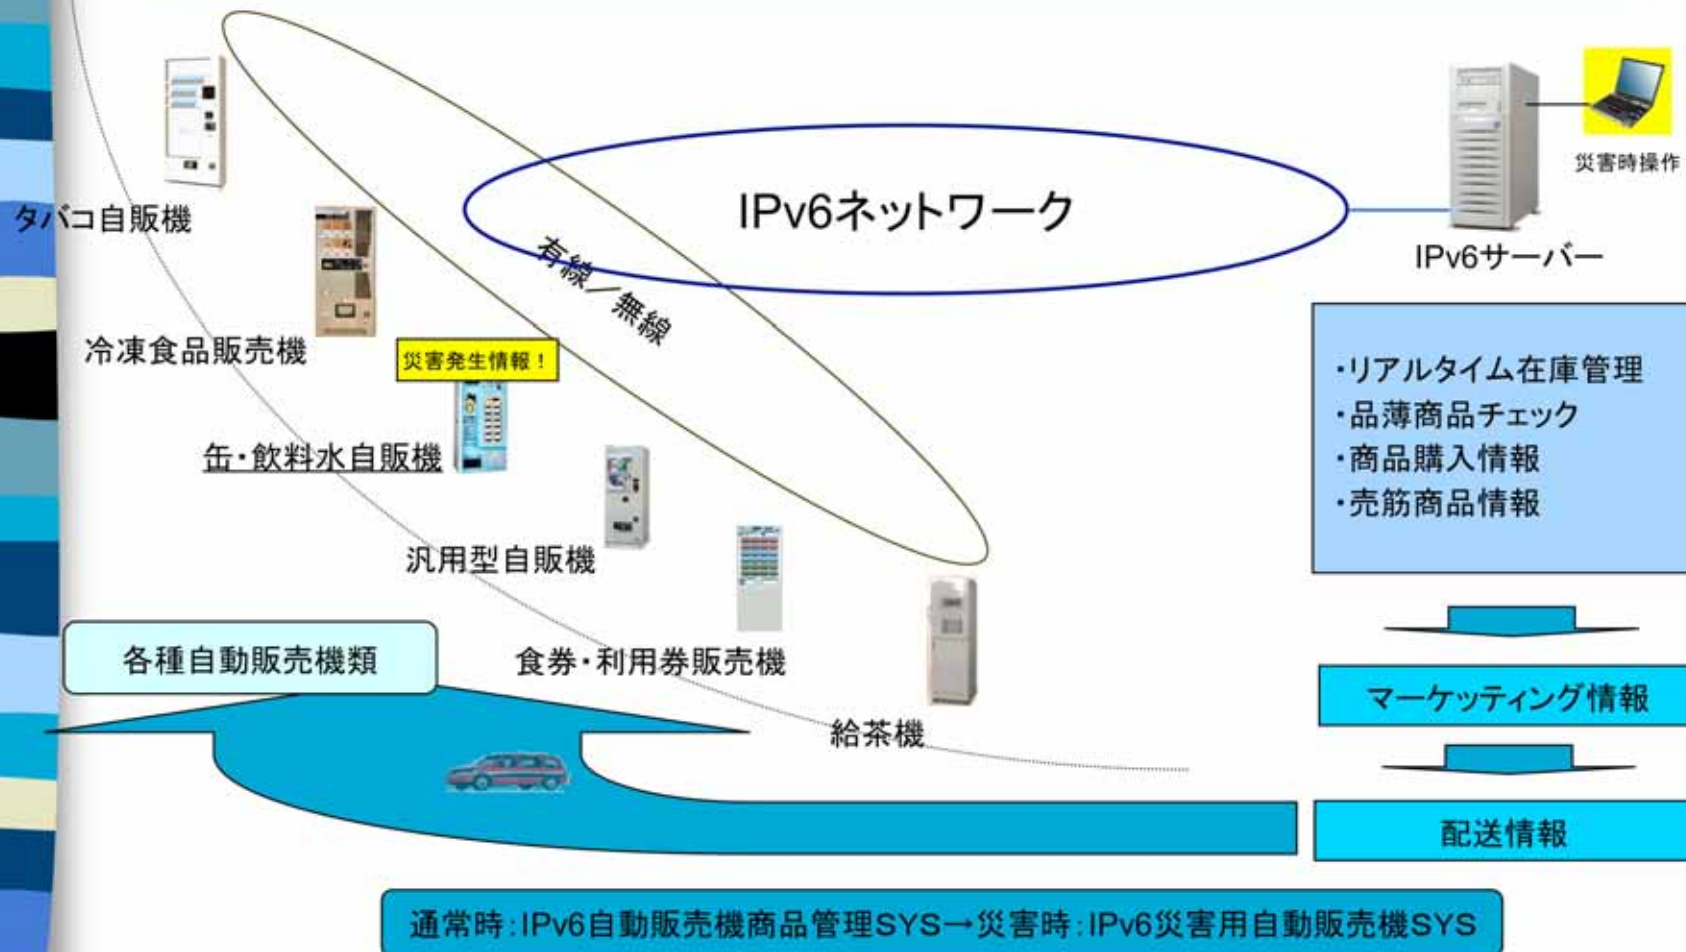 災害時操作
IPv6ネットワーク
タバコ自販機
有線／無線
IPv6サーバー
冷凍食品販売機
災害発生情報！
・リアルタイム在庫管理
・品薄商品チェック
・商品購入情報
・売筋商品情報
缶・飲料水自販機
汎用型自販機
各種自動販売機類
食券・利用券販売機
マーケッティング情報
給茶機
配送情報
通常時：IPv6自動販売機商品管理SYS→災害時：IPv6災害用自動販売機SYS